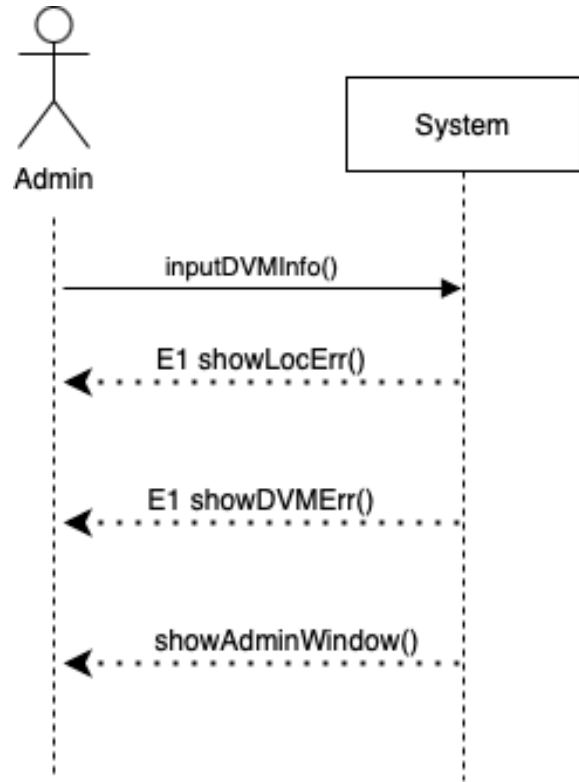 System
Admin
inputDVMInfo()
E1 showLocErr()
E1 showDVMErr()
showAdminWindow()